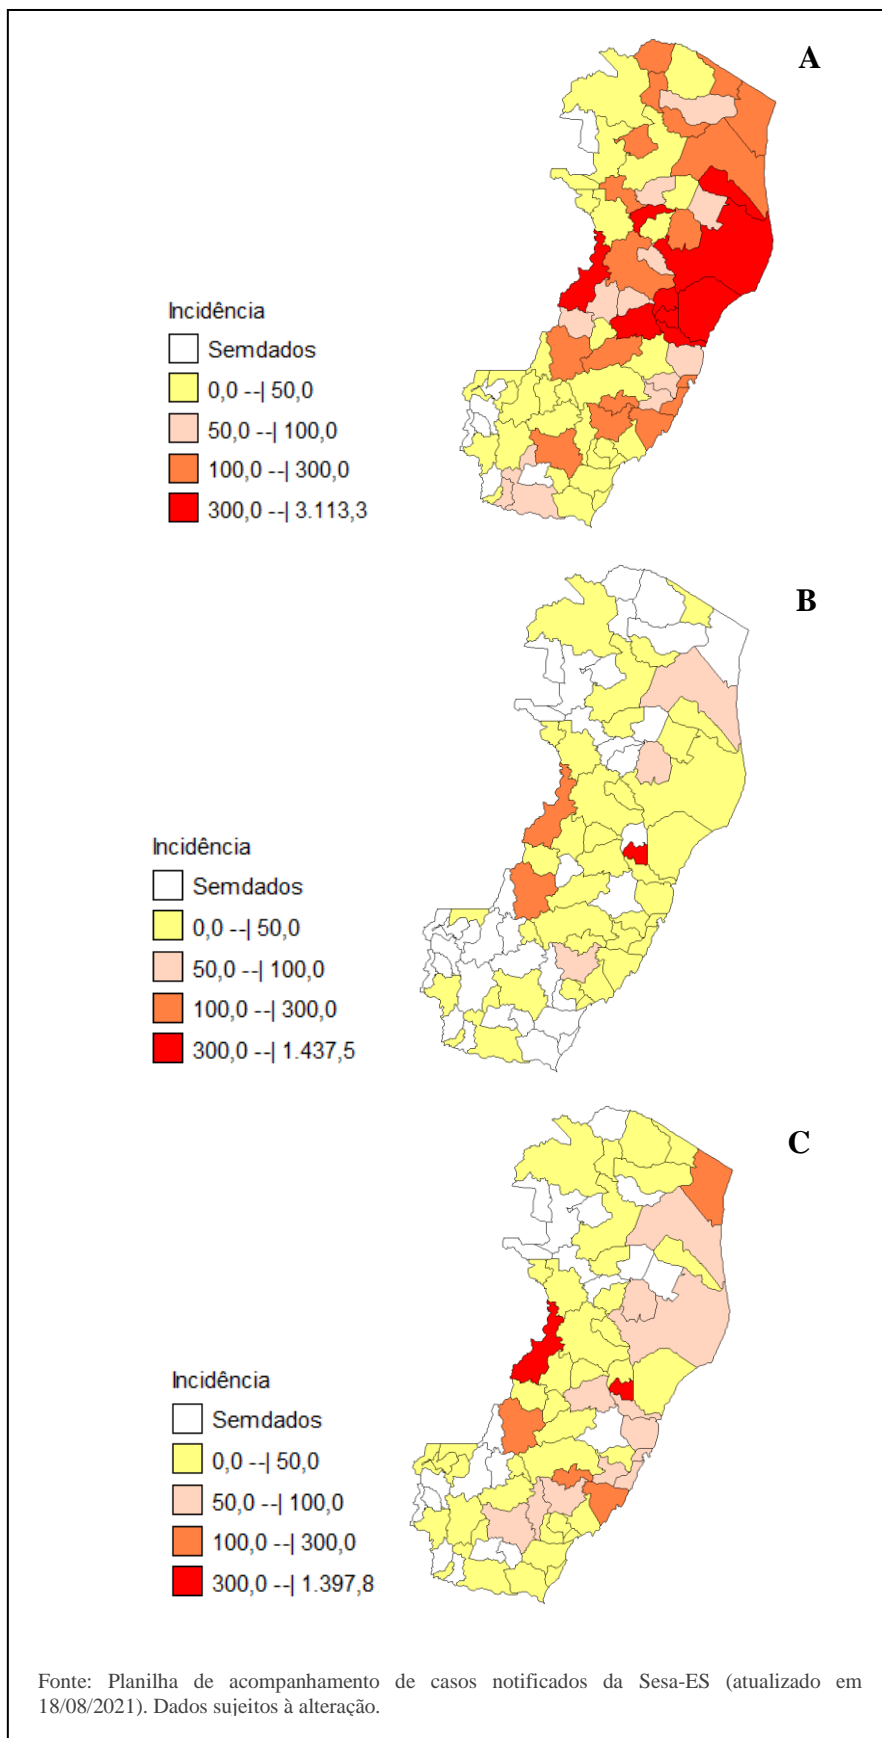 A
Incidência
Semdados
0,0 --| 50,0
50,0 --| 100,0
100,0 --| 300,0
300,0 --| 3.113,3
B
Incidência
Semdados
0,0 --| 50,0
50,0 --| 100,0
100,0 --| 300,0
300,0 --| 1.437,5
C
Incidência
Semdados
0,0 --| 50,0
50,0 --| 100,0
100,0 --| 300,0
300,0 --| 1.397,8
Fonte: Planilha de acompanhamento de casos notificados da Sesa-ES (atualizado em
18/08/2021). Dados sujeitos à alteração.